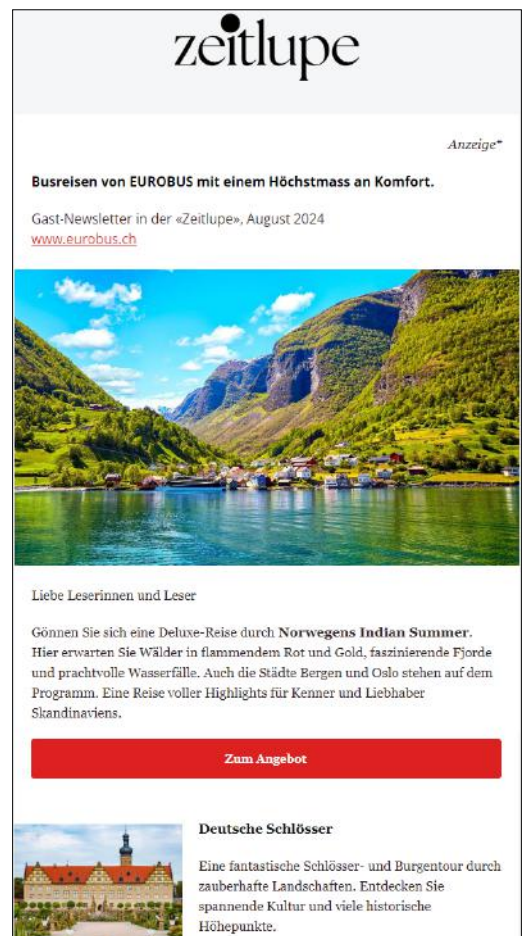 zeitlupe
Anzeige*
Busreisen von EUROBUS mit einem Höchstmass an Komfort.
Gast-Newsletter in der «Zeitlupe», August 2024
www.eurobus.ch
Liebe Leserinnen und Leser
Gönnen Sie sich eine Deluxe-Reise durch Norwegens Indian Summer.
Hier erwarten Sie Wälder in flammendem Rot und Gold, faszinierende Fjorde
und prachtvolle Wasserfälle. Auch die Städte Bergen und Oslo stehen auf dem
Programm. Eine Reise voller Highlights für Kenner und Liebhaber
Skandinaviens.
Zum Angebot
Deutsche Schlösser
Eine fantastische Schlösser- und Burgentour durch
zauberhafte Landschaften. Entdecken Sie
spannende Kultur und viele historische
Höhepunkte.